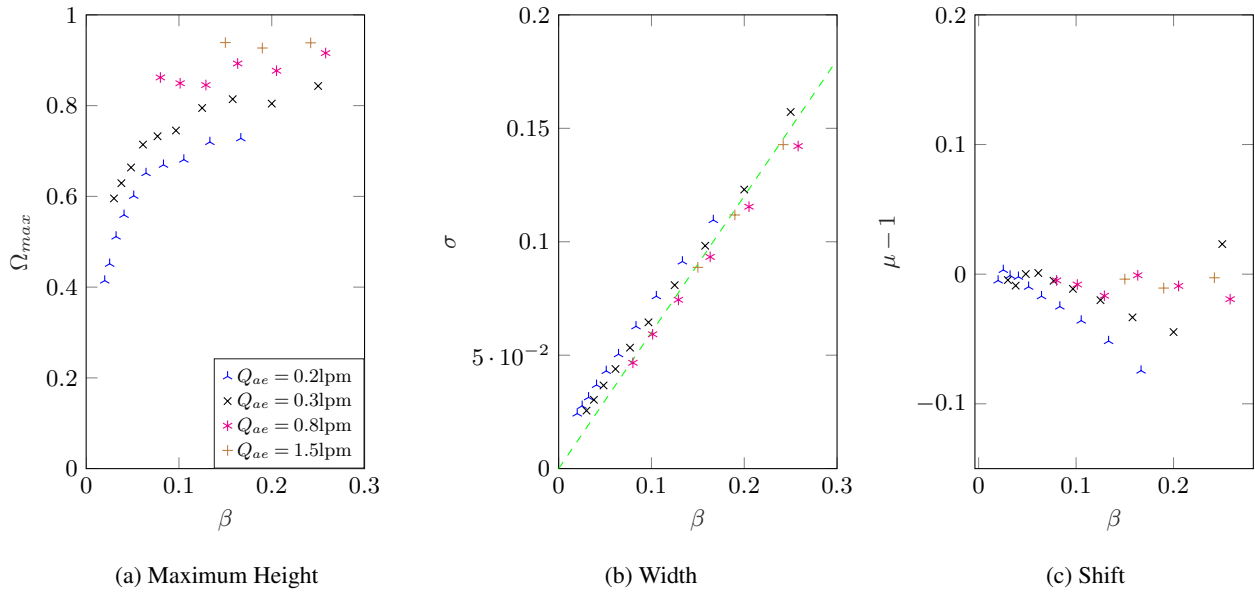 1
0.8
0.6
0.4
0.2
0
Ω_max
0 0.1 0.2 0.3
β
Q_ae = 0.2lpm
Q_ae = 0.3lpm
Q_ae = 0.8lpm
Q_ae = 1.5lpm
(a) Maximum Height
0.2
0.15
0.1
5 · 10⁻²
0
σ
0 0.1 0.2 0.3
β
(b) Width
0.2
0.1
0
−0.1
μ − 1
0 0.1 0.2
β
(c) Shift